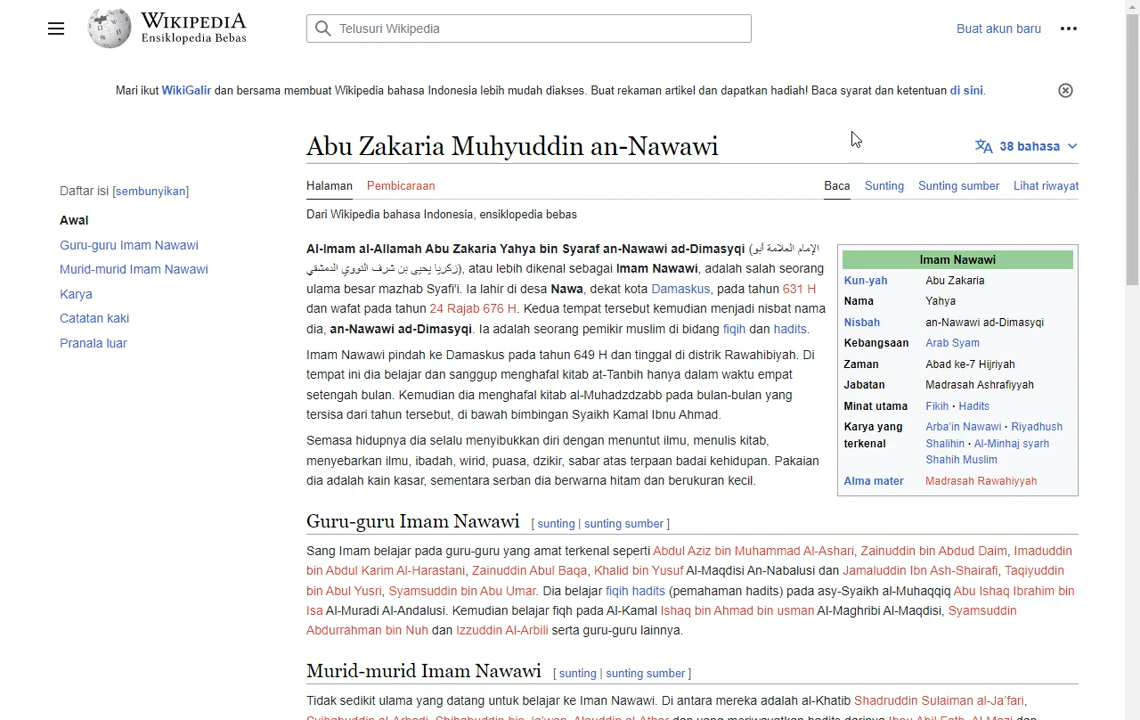 WIKIPEDIA
Ensiklopedia Bebas
Telusuri Wikipedia
Buat akun baru
Mari ikut WikiGalir dan bersama membuat Wikipedia bahasa Indonesia lebih mudah diakses. Buat rekaman artikel dan dapatkan hadiah! Baca syarat dan ketentuan di sini.
Abu Zakaria Muhyuddin an-Nawawi
38 bahasa
Daftar isi [sembunyikan]
Awal
Guru-guru Imam Nawawi
Murid-murid Imam Nawawi
Karya
Catatan kaki
Pranala luar
Halaman Pembicaraan
Baca Sunting Sunting sumber Lihat riwayat
Dari Wikipedia bahasa Indonesia, ensiklopedia bebas
Al-Imam al-Allamah Abu Zakaria Yahya bin Syaraf an-Nawawi ad-Dimasyqi (الإمام العلامة أبو
زكريا يحيى بن شرف النووي الدمشقي), atau lebih dikenal sebagai Imam Nawawi, adalah salah seorang
ulama besar mazhab Syafi'i. Ia lahir di desa Nawa, dekat kota Damaskus, pada tahun 631 H
dan wafat pada tahun 24 Rajab 676 H. Kedua tempat tersebut kemudian menjadi nisbat nama
dia, an-Nawawi ad-Dimasyqi. Ia adalah seorang pemikir muslim di bidang fiqih dan hadits.
Imam Nawawi pindah ke Damaskus pada tahun 649 H dan tinggal di distrik Rawahibiyah. Di
tempat ini dia belajar dan sanggup menghafal kitab at-Tanbih hanya dalam waktu empat
setengah bulan. Kemudian dia menghafal kitab al-Muhadzdzabb pada bulan-bulan yang
tersisa dari tahun tersebut, di bawah bimbingan Syaikh Kamal Ibnu Ahmad.
Semasa hidupnya dia selalu menyibukkan diri dengan menuntut ilmu, menulis kitab,
menyebarkan ilmu, ibadah, wirid, puasa, dzikir, sabar atas terpaan badai kehidupan. Pakaian
dia adalah kain kasar, sementara serban dia berwarna hitam dan berukuran kecil.
Imam Nawawi
Kun-yah Abu Zakaria
Nama Yahya
Nisbah an-Nawawi ad-Dimasyqi
Kebangsaan Arab Syam
Zaman Abad ke-7 Hijriyah
Jabatan Madrasah Ashrafiyyah
Minat utama Fikih · Hadits
Karya yang Arba'in Nawawi · Riyadhush
terkenal Shalihin · Al-Minhaj syarh
Shahih Muslim
Alma mater Madrasah Rawahiyyah
Guru-guru Imam Nawawi [ sunting | sunting sumber ]
Sang Imam belajar pada guru-guru yang amat terkenal seperti Abdul Aziz bin Muhammad Al-Ashari, Zainuddin bin Abdud Daim, Imaduddin
bin Abdul Karim Al-Harastani, Zainuddin Abul Baqa, Khalid bin Yusuf Al-Maqdisi An-Nabalusi dan Jamaluddin Ibn Ash-Shairafi, Taqiyuddin
bin Abul Yusri, Syamsuddin bin Abu Umar. Dia belajar fiqih hadits (pemahaman hadits) pada asy-Syaikh al-Muhaqqiq Abu Ishaq Ibrahim bin
Isa Al-Muradi Al-Andalusi. Kemudian belajar fiqh pada Al-Kamal Ishaq bin Ahmad bin usman Al-Maghribi Al-Maqdisi, Syamsuddin
Abdurrahman bin Nuh dan Izzuddin Al-Arbili serta guru-guru lainnya.
Murid-murid Imam Nawawi [ sunting | sunting sumber ]
Tidak sedikit ulama yang datang untuk belajar ke Iman Nawawi. Di antara mereka adalah al-Khatib Shadruddin Sulaiman al-Ja'fari,